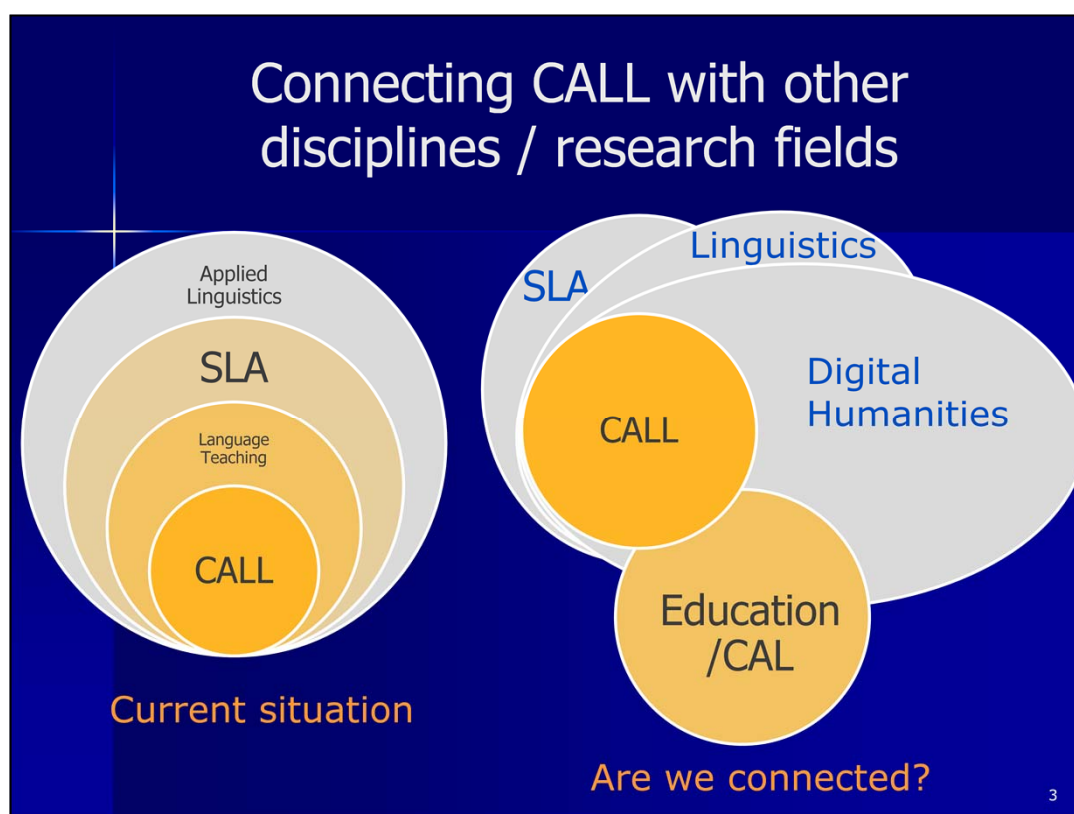 Connecting CALL with other
disciplines / research fields
Applied
Linguistics
SLA
Language
Teaching
CALL
Current situation
SLA
Linguistics
Digital
Humanities
CALL
Education
/CAL
Are we connected?
3